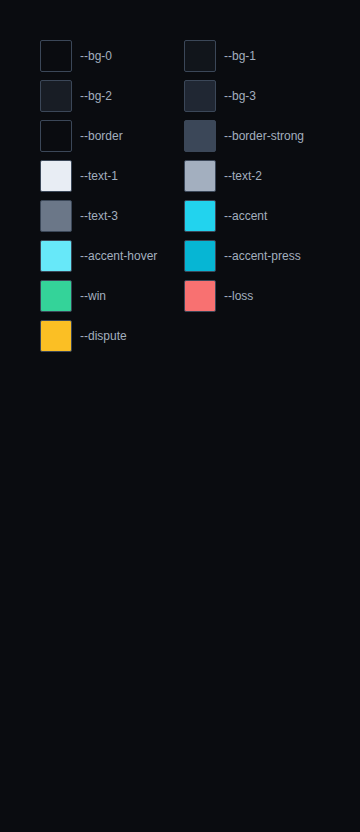 --bg-0 --bg-1
--bg-2 --bg-3
--border --border-strong
--text-1 --text-2
--text-3 --accent
--accent-hover --accent-press
--win --loss
--dispute